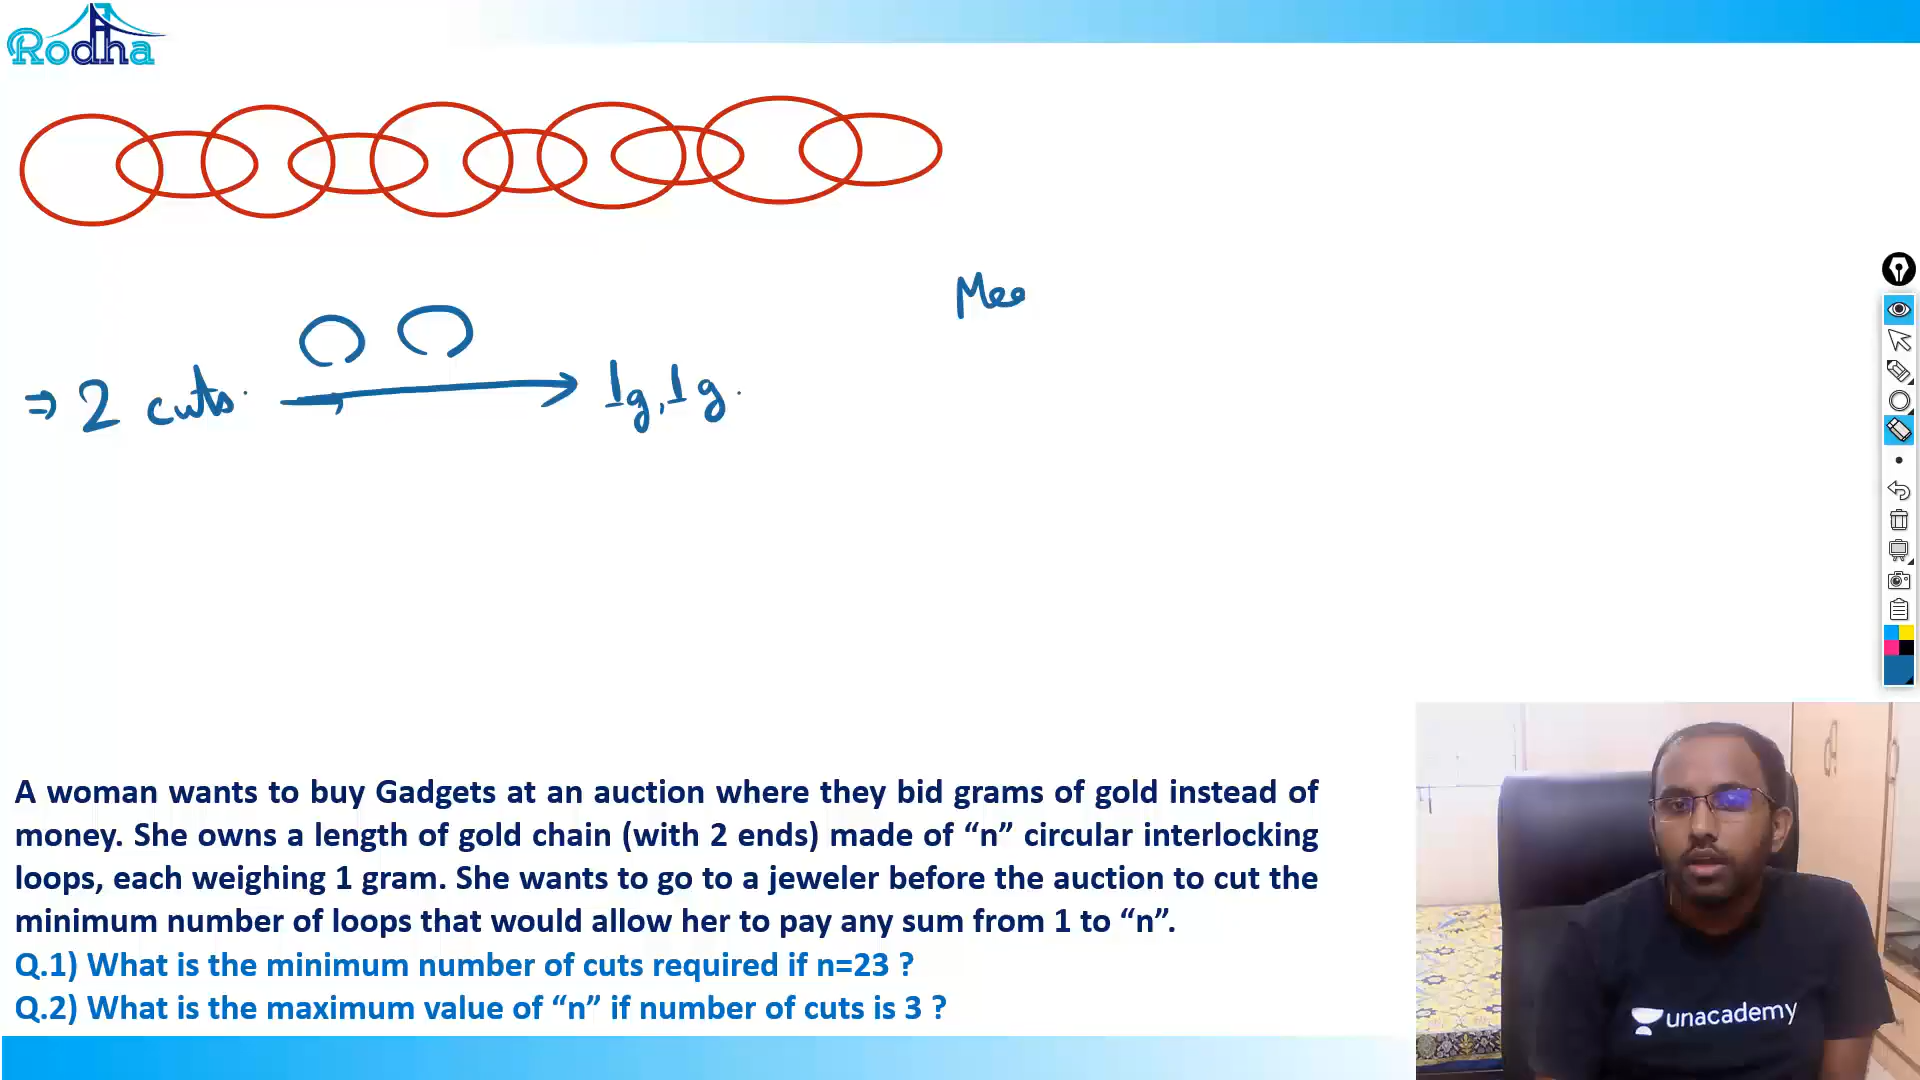 Rodha
Mee
⇒ 2 cuts. → 1g, 1g.
A woman wants to buy Gadgets at an auction where they bid grams of gold instead of
money. She owns a length of gold chain (with 2 ends) made of “n” circular interlocking
loops, each weighing 1 gram. She wants to go to a jeweler before the auction to cut the
minimum number of loops that would allow her to pay any sum from 1 to “n”.
Q.1) What is the minimum number of cuts required if n=23 ?
Q.2) What is the maximum value of “n” if number of cuts is 3 ?
unacademy